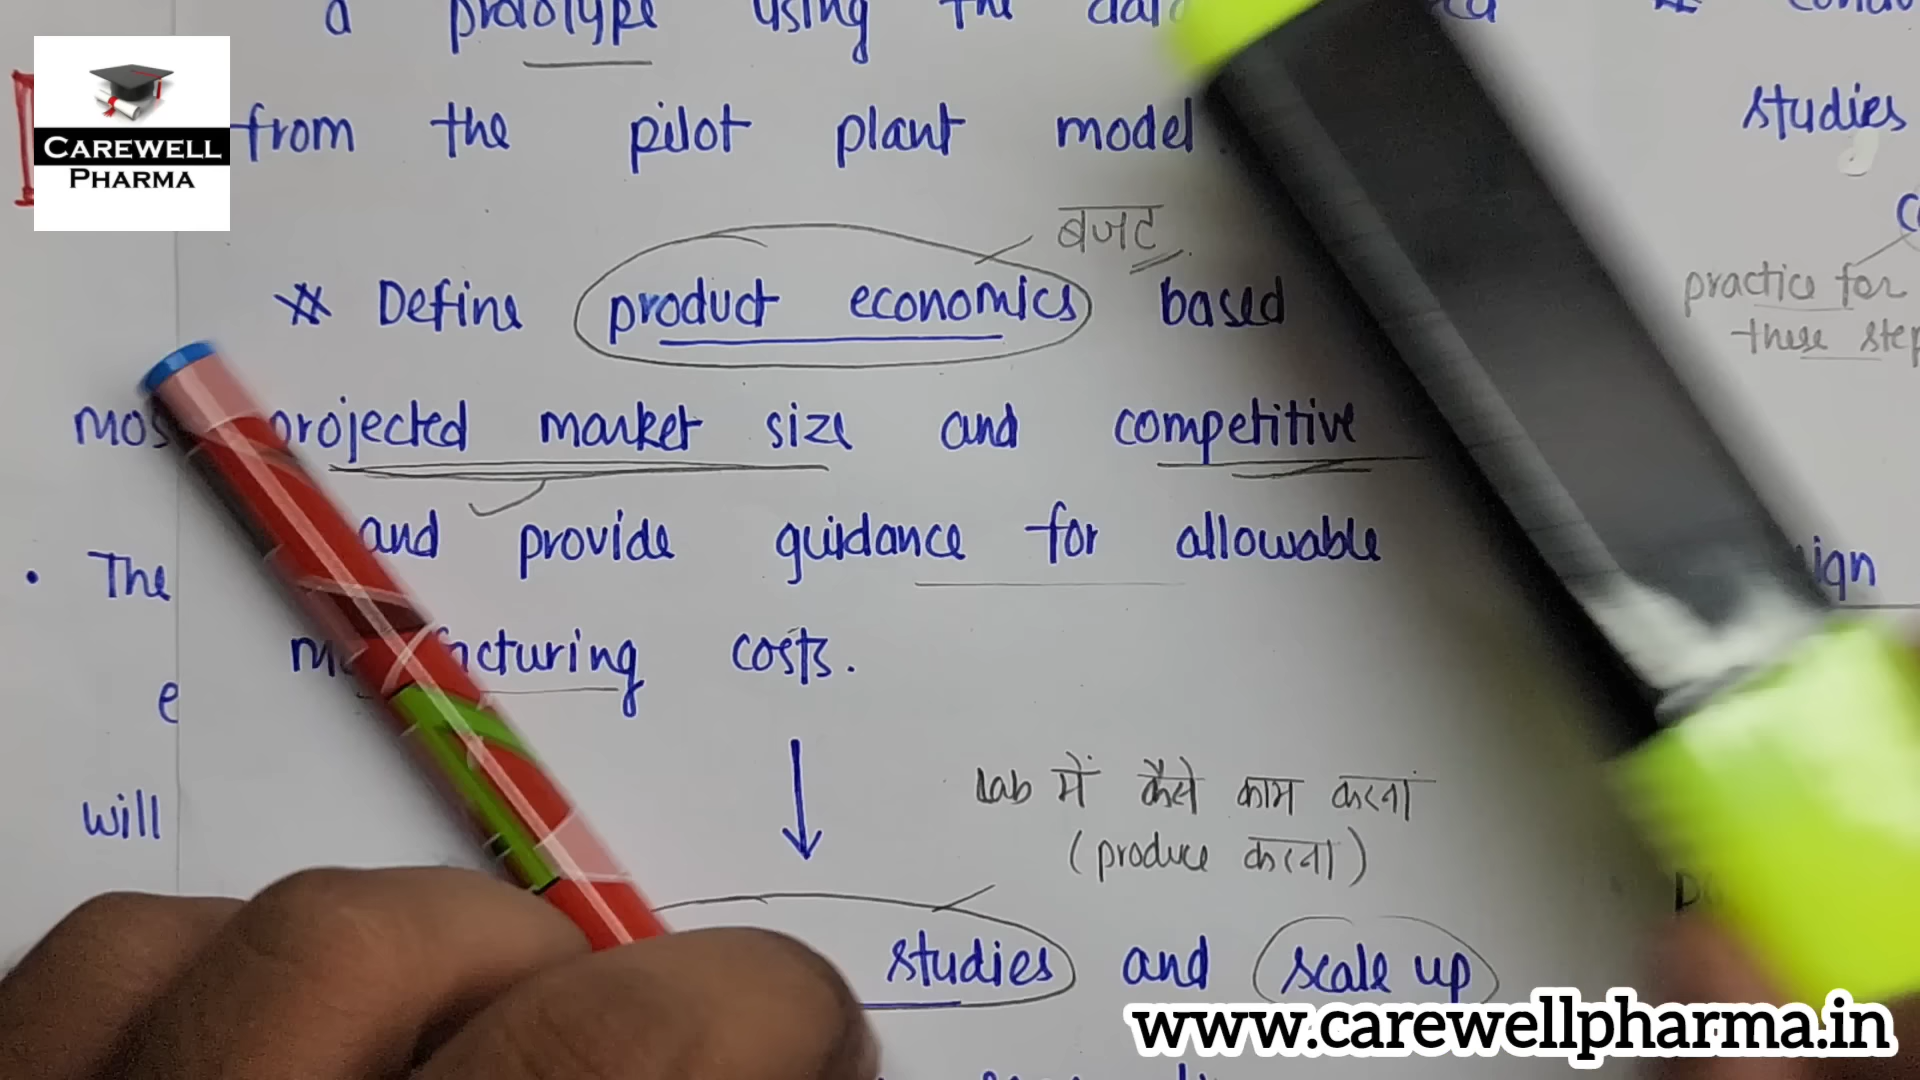 a prototype using the
from the pilot plant model
CAREWELL
PHARMA
studies
बजट
Define product economics based
practice for
these step
projected market size and competitive
and provide guidance for allowable
The
costs.
will
Lab में कैसे काम करना
(produce करना)
studies and scale up
www.carewellpharma.in